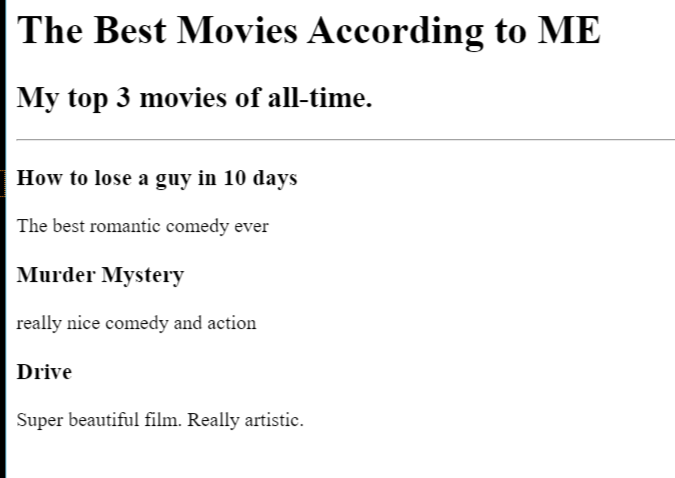 The Best Movies According to ME
My top 3 movies of all-time.
How to lose a guy in 10 days
The best romantic comedy ever
Murder Mystery
really nice comedy and action
Drive
Super beautiful film. Really artistic.